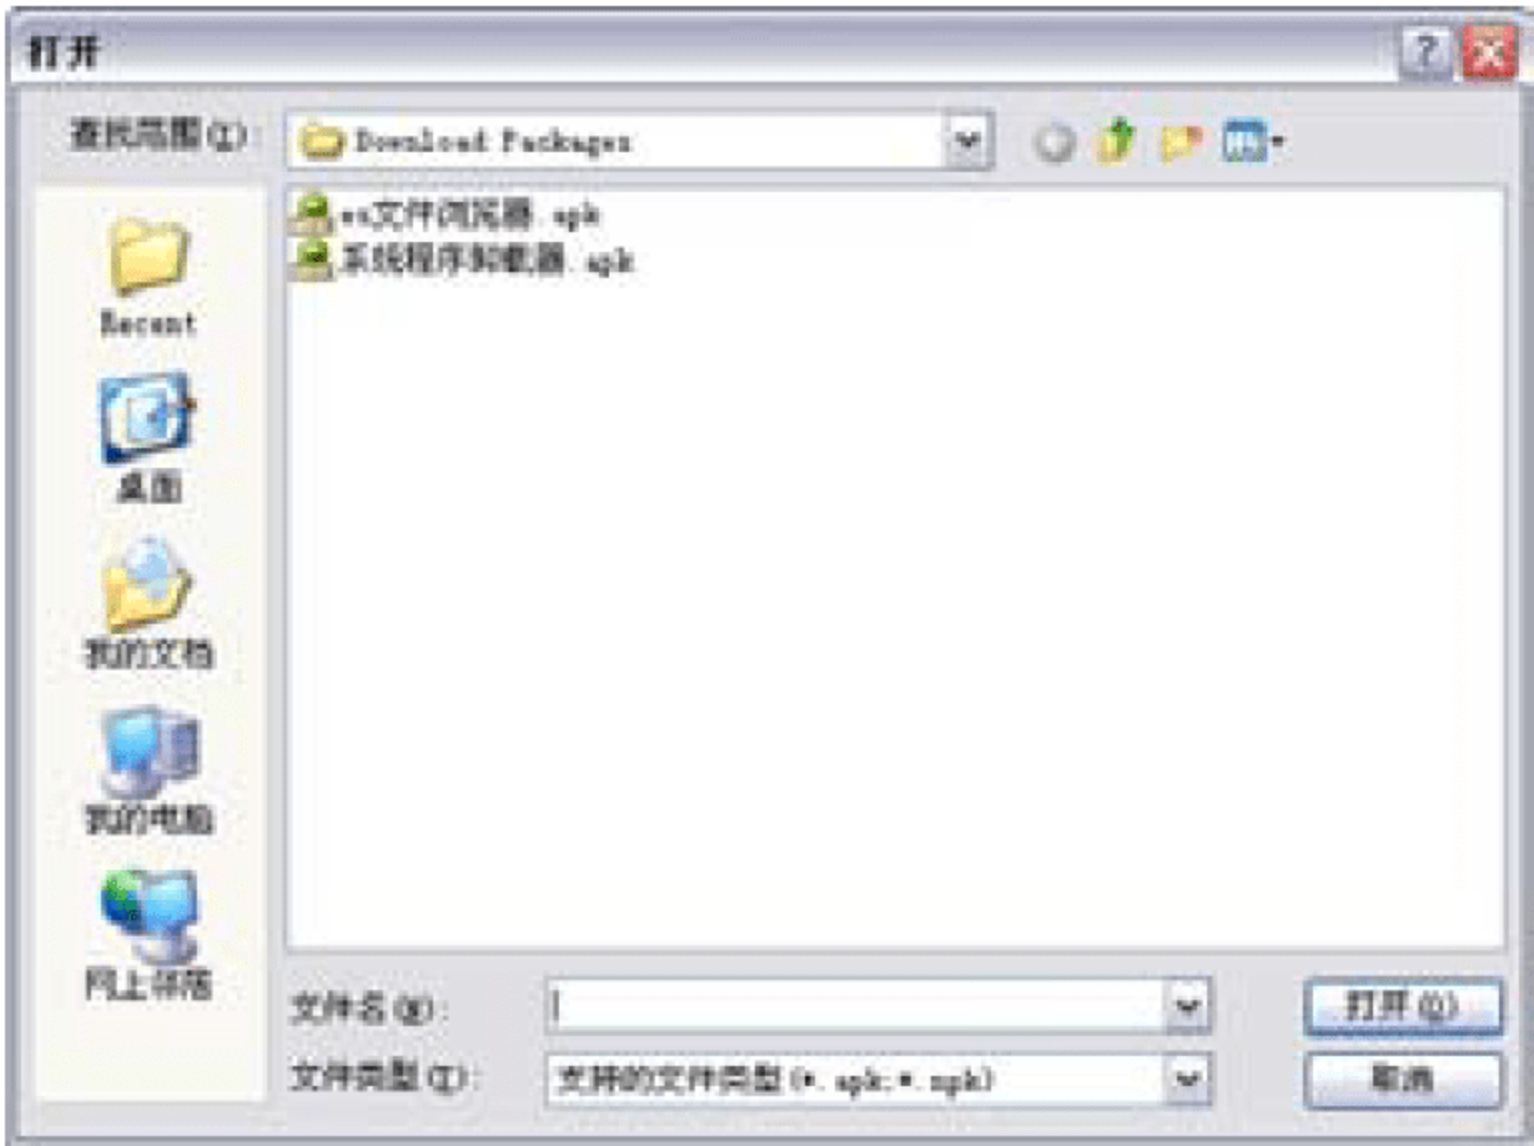 打开
查找范围(I):
Download Packages
es文件浏览器.apk
系统程序卸载器.apk
Recent
桌面
我的文档
我的电脑
网上邻居
文件名(N):
打开(O)
文件类型(T):
支持的文件类型(*.apk;*.npk)
取消